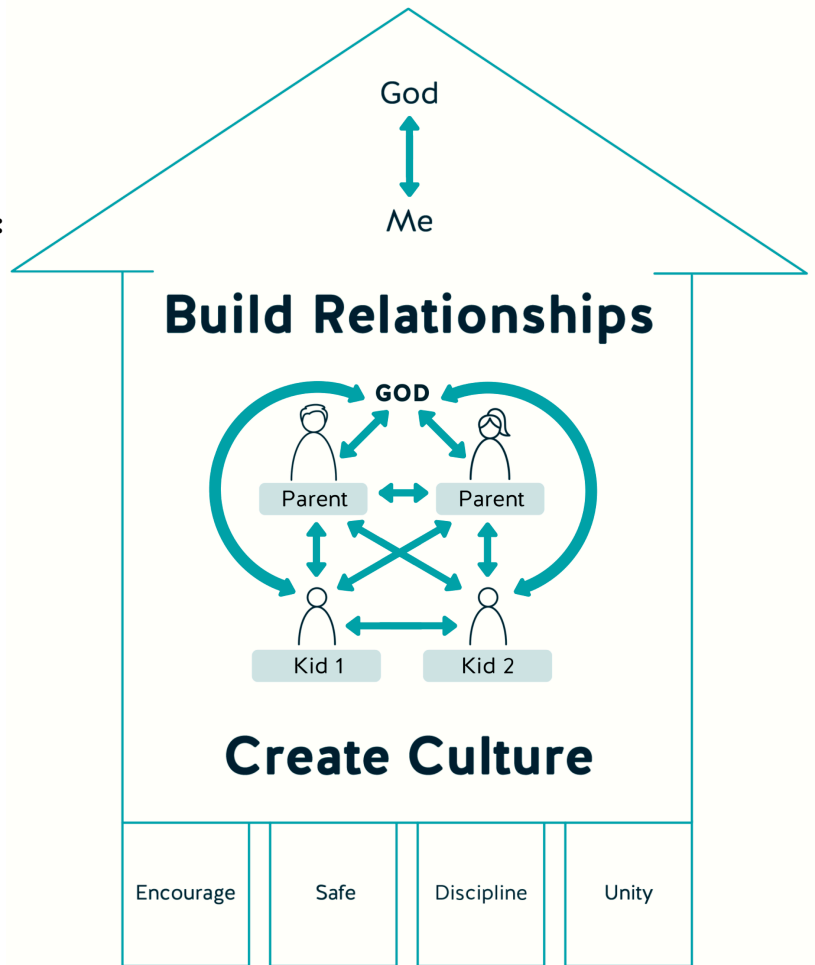 God
Me
:
Build Relationships
GOD
Parent Parent
Kid 1 Kid 2
Create Culture
Encourage Safe Discipline Unity